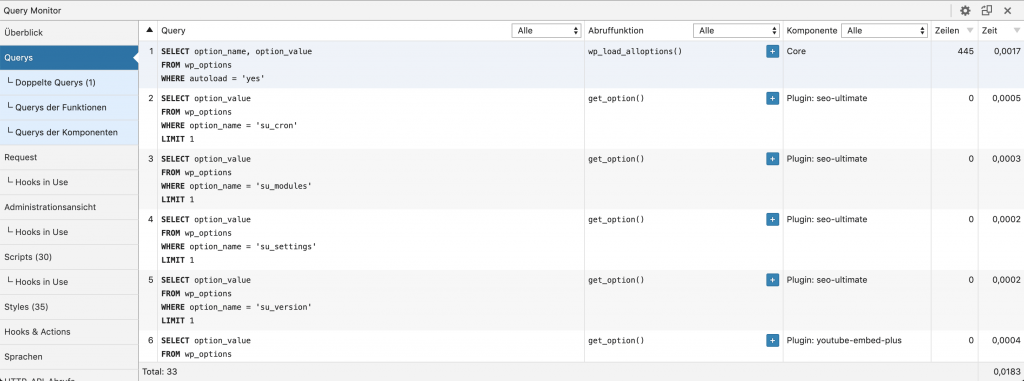 Query Monitor
Überblick
Querys
Doppelte Querys (1)
Querys der Funktionen
Querys der Komponenten
Request
Hooks in Use
Administrationsansicht
Hooks in Use
Scripts (30)
Hooks in Use
Styles (35)
Hooks & Actions
Sprachen
HTTP-API-Abrufe
Query Alle Abruffunktion Alle Komponente Alle Zeilen Zeit
1 SELECT option_name, option_value wp_load_alloptions() + Core 445 0,0017
FROM wp_options
WHERE autoload = 'yes'
2 SELECT option_value get_option() + Plugin: seo-ultimate 0 0,0005
FROM wp_options
WHERE option_name = 'su_cron'
LIMIT 1
3 SELECT option_value get_option() + Plugin: seo-ultimate 0 0,0003
FROM wp_options
WHERE option_name = 'su_modules'
LIMIT 1
4 SELECT option_value get_option() + Plugin: seo-ultimate 0 0,0002
FROM wp_options
WHERE option_name = 'su_settings'
LIMIT 1
5 SELECT option_value get_option() + Plugin: seo-ultimate 0 0,0002
FROM wp_options
WHERE option_name = 'su_version'
LIMIT 1
6 SELECT option_value get_option() + Plugin: youtube-embed-plus 0 0,0004
FROM wp_options
Total: 33 0,0183